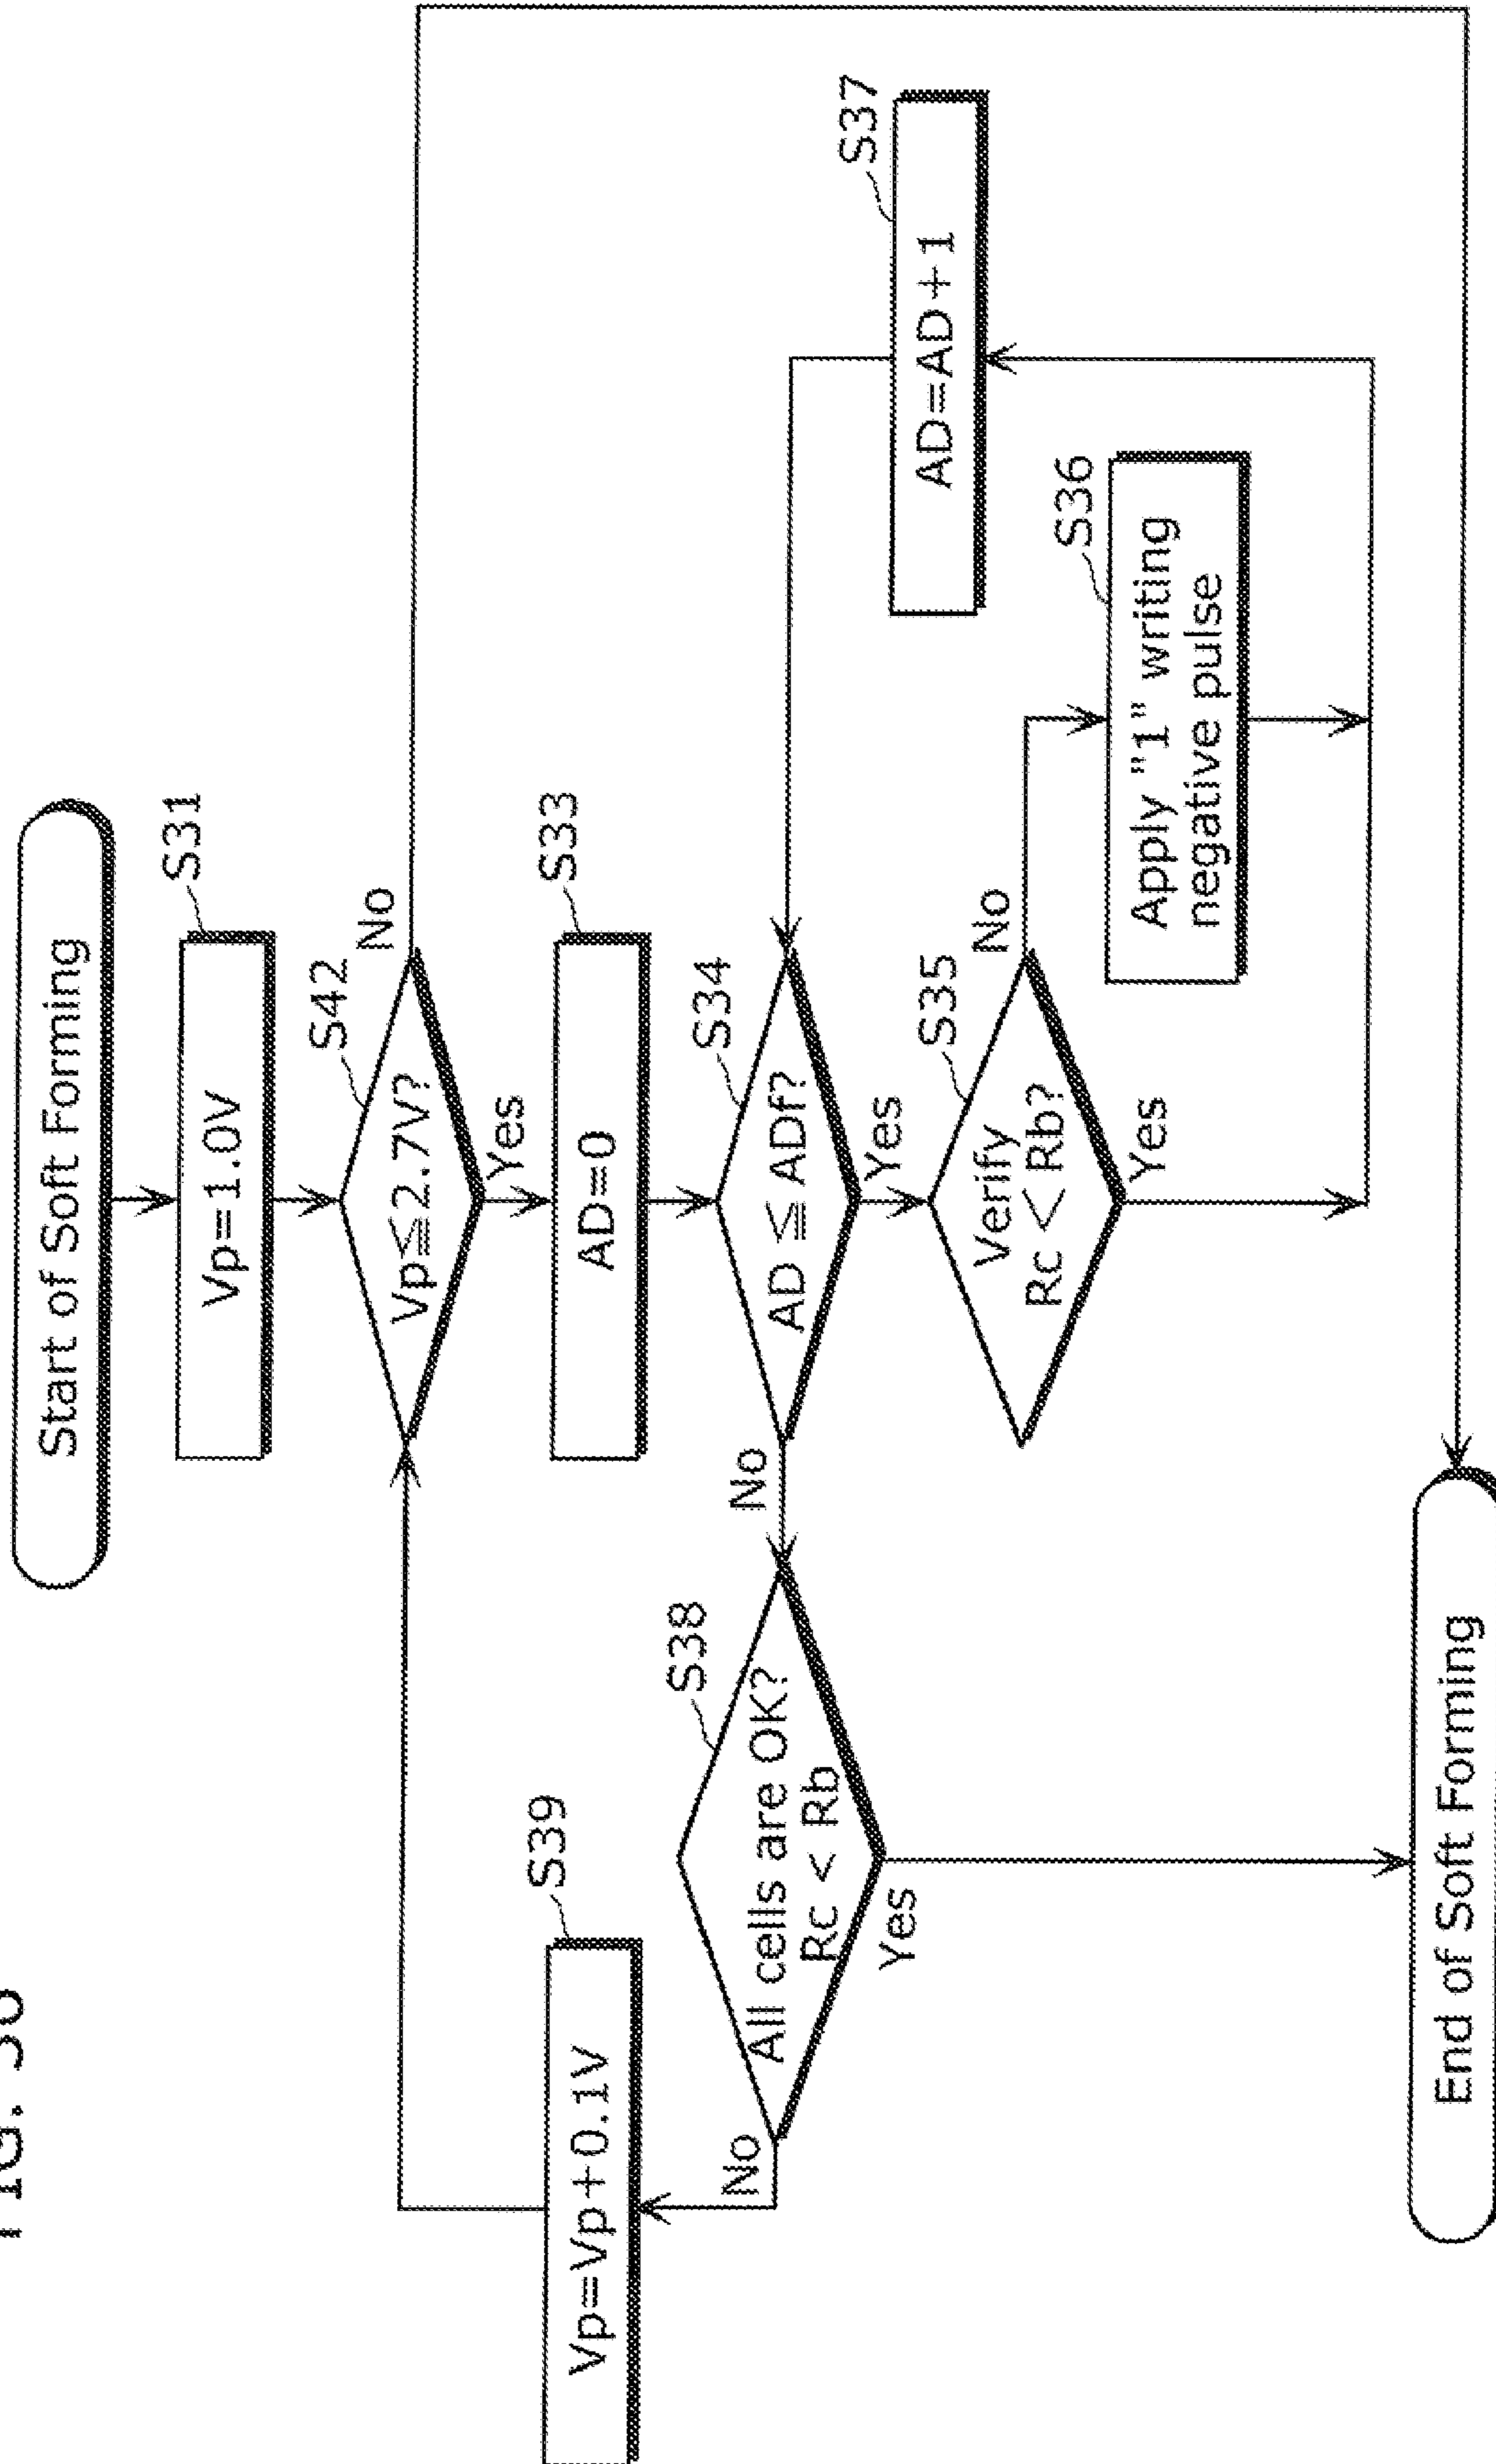 Start of Soft Forming
S31
Vp=1.0V
S42
Vp≦2.7V?
No
Yes
S33
AD=0
S34
AD ≦ ADf?
No
Yes
S35
Verify
Rc < Rb?
No
Yes
S36
Apply "1" writing
negative pulse
S37
AD=AD+1
S38
All cells are OK?
Rc < Rb
No
Yes
S39
Vp=Vp+0.1V
End of Soft Forming